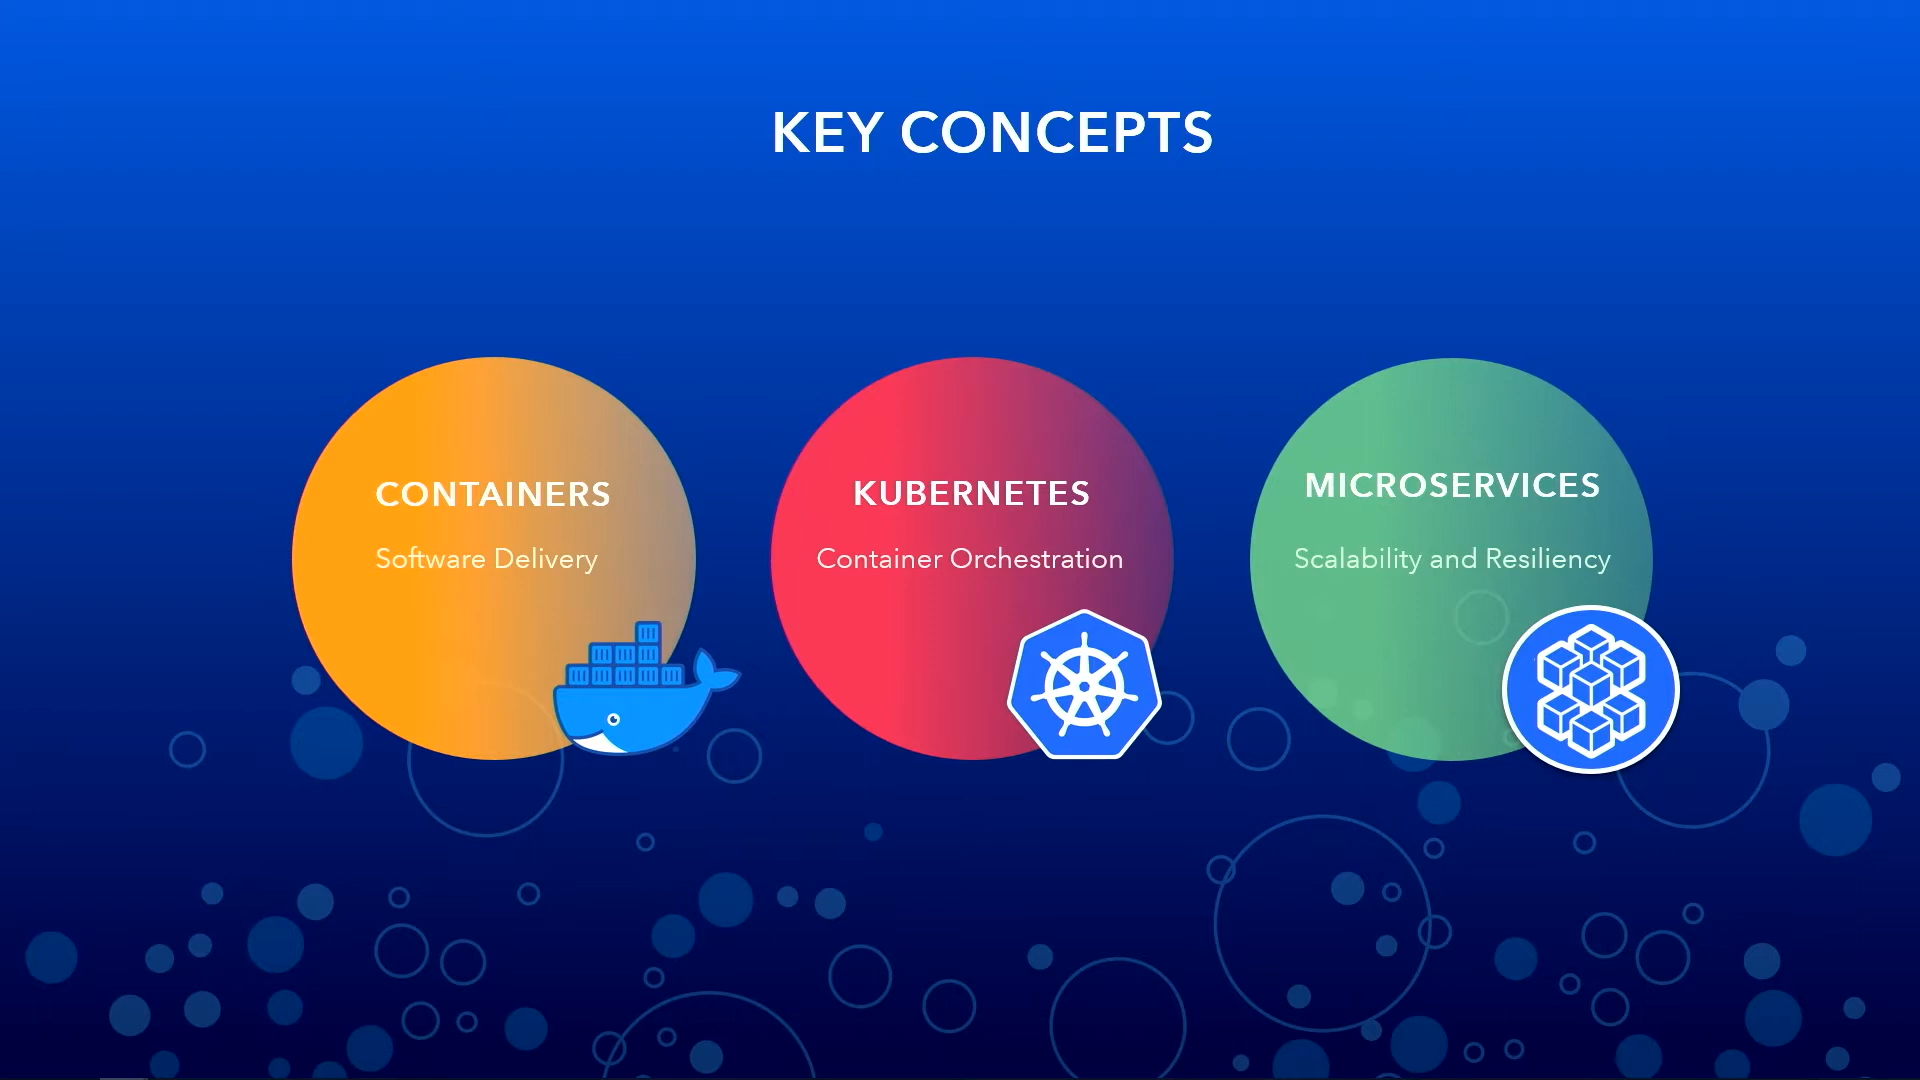 KEY CONCEPTS
CONTAINERS
Software Delivery
KUBERNETES
Container Orchestration
MICROSERVICES
Scalability and Resiliency